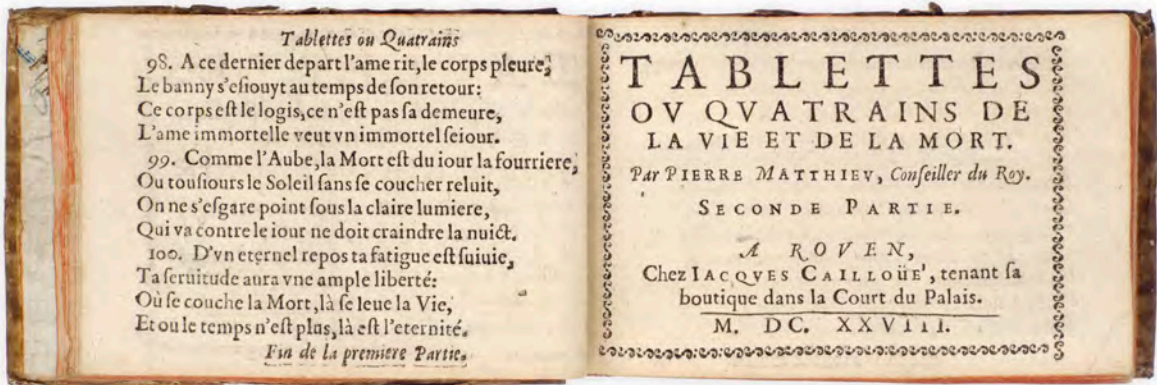 Tablettes ou Quatrains
98. A ce dernier depart l'ame rit, le corps pleure,
Le banny s'esiouyt au temps de son retour:
Ce corps est le logis, ce n'est pas sa demeure,
L'ame immortelle veut vn immortel seiour.
99. Comme l'Aube, la Mort est du iour la fourriere,
Ou tousiours le Soleil sans se coucher reluit,
On ne s'esgare point sous la claire lumiere,
Qui va contre le iour ne doit craindre la nuict.
100. D'vn eternel repos ta fatigue est suiuie,
Ta seruitude aura vne ample liberté:
Où se couche la Mort, là se leue la Vie,
Et ou le temps n'est plus, là est l'eternité.
Fin de la premiere Partie.
TABLETTES
OV QVATRAINS DE
LA VIE ET DE LA MORT.
Par PIERRE MATTHIEV, Conseiller du Roy.
SECONDE PARTIE.
A ROVEN,
Chez IACQVES CAILLOÜE', tenant sa
boutique dans la Court du Palais.
M. DC. XXVIII.